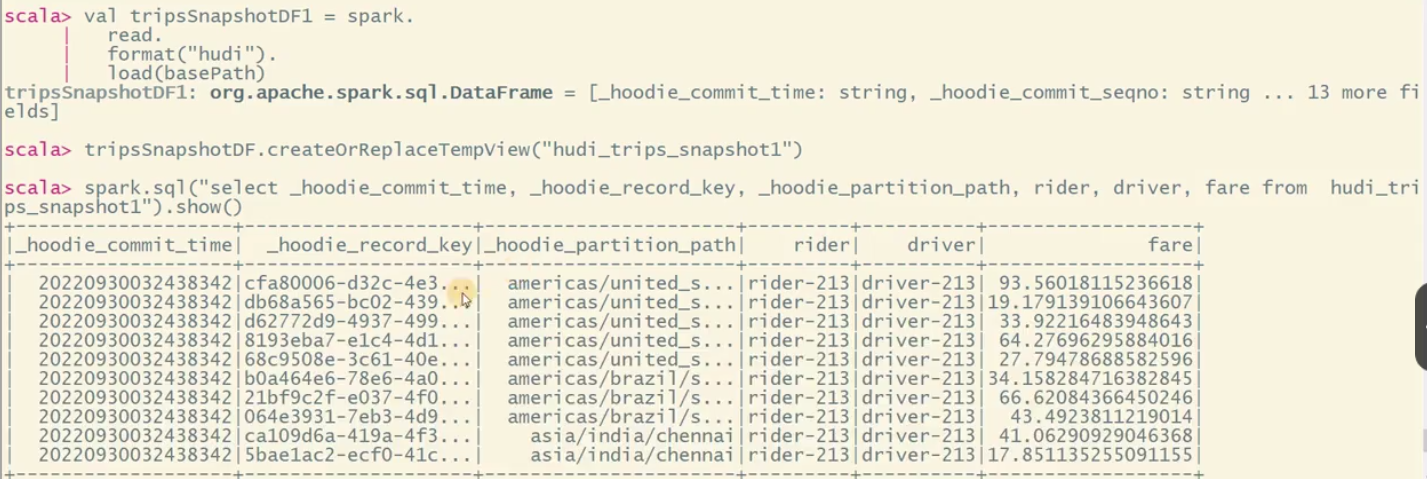 scala> val tripsSnapshotDF1 = spark.
     |   read.
     |   format("hudi").
     |   load(basePath)
tripsSnapshotDF1: org.apache.spark.sql.DataFrame = [_hoodie_commit_time: string, _hoodie_commit_seqno: string ... 13 more fi
elds]
scala> tripsSnapshotDF.createOrReplaceTempView("hudi_trips_snapshot1")
scala> spark.sql("select _hoodie_commit_time, _hoodie_record_key, _hoodie_partition_path, rider, driver, fare from  hudi_tri
ps_snapshot1").show()
+-------------------+--------------------+----------------------+---------+----------+------------------+
|_hoodie_commit_time|  _hoodie_record_key|_hoodie_partition_path|    rider|    driver|              fare|
+-------------------+--------------------+----------------------+---------+----------+------------------+
|  20220930032438342|cfa80006-d32c-4e3...|  americas/united_s...|rider-213|driver-213| 93.56018115236618|
|  20220930032438342|db68a565-bc02-439...|  americas/united_s...|rider-213|driver-213|19.179139106643607|
|  20220930032438342|d62772d9-4937-499...|  americas/united_s...|rider-213|driver-213| 33.92216483948643|
|  20220930032438342|8193eba7-e1c4-4d1...|  americas/united_s...|rider-213|driver-213| 64.27696295884016|
|  20220930032438342|68c9508e-3c61-40e...|  americas/united_s...|rider-213|driver-213| 27.79478688582596|
|  20220930032438342|b0a464e6-78e6-4a0...|  americas/brazil/s...|rider-213|driver-213|34.158284716382845|
|  20220930032438342|21bf9c2f-e037-4f0...|  americas/brazil/s...|rider-213|driver-213| 66.62084366450246|
|  20220930032438342|064e3931-7eb3-4d9...|  americas/brazil/s...|rider-213|driver-213|  43.4923811219014|
|  20220930032438342|ca109d6a-419a-4f3...|    asia/india/chennai|rider-213|driver-213| 41.06290929046368|
|  20220930032438342|5bae1ac2-ecf0-41c...|    asia/india/chennai|rider-213|driver-213|17.851135255091155|
+-------------------+--------------------+----------------------+---------+----------+------------------+